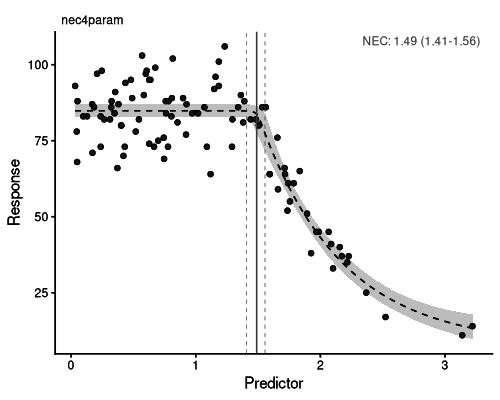 nec4param
NEC: 1.49 (1.41-1.56)
100
75
50
25
Response
0 1 2 3
Predictor